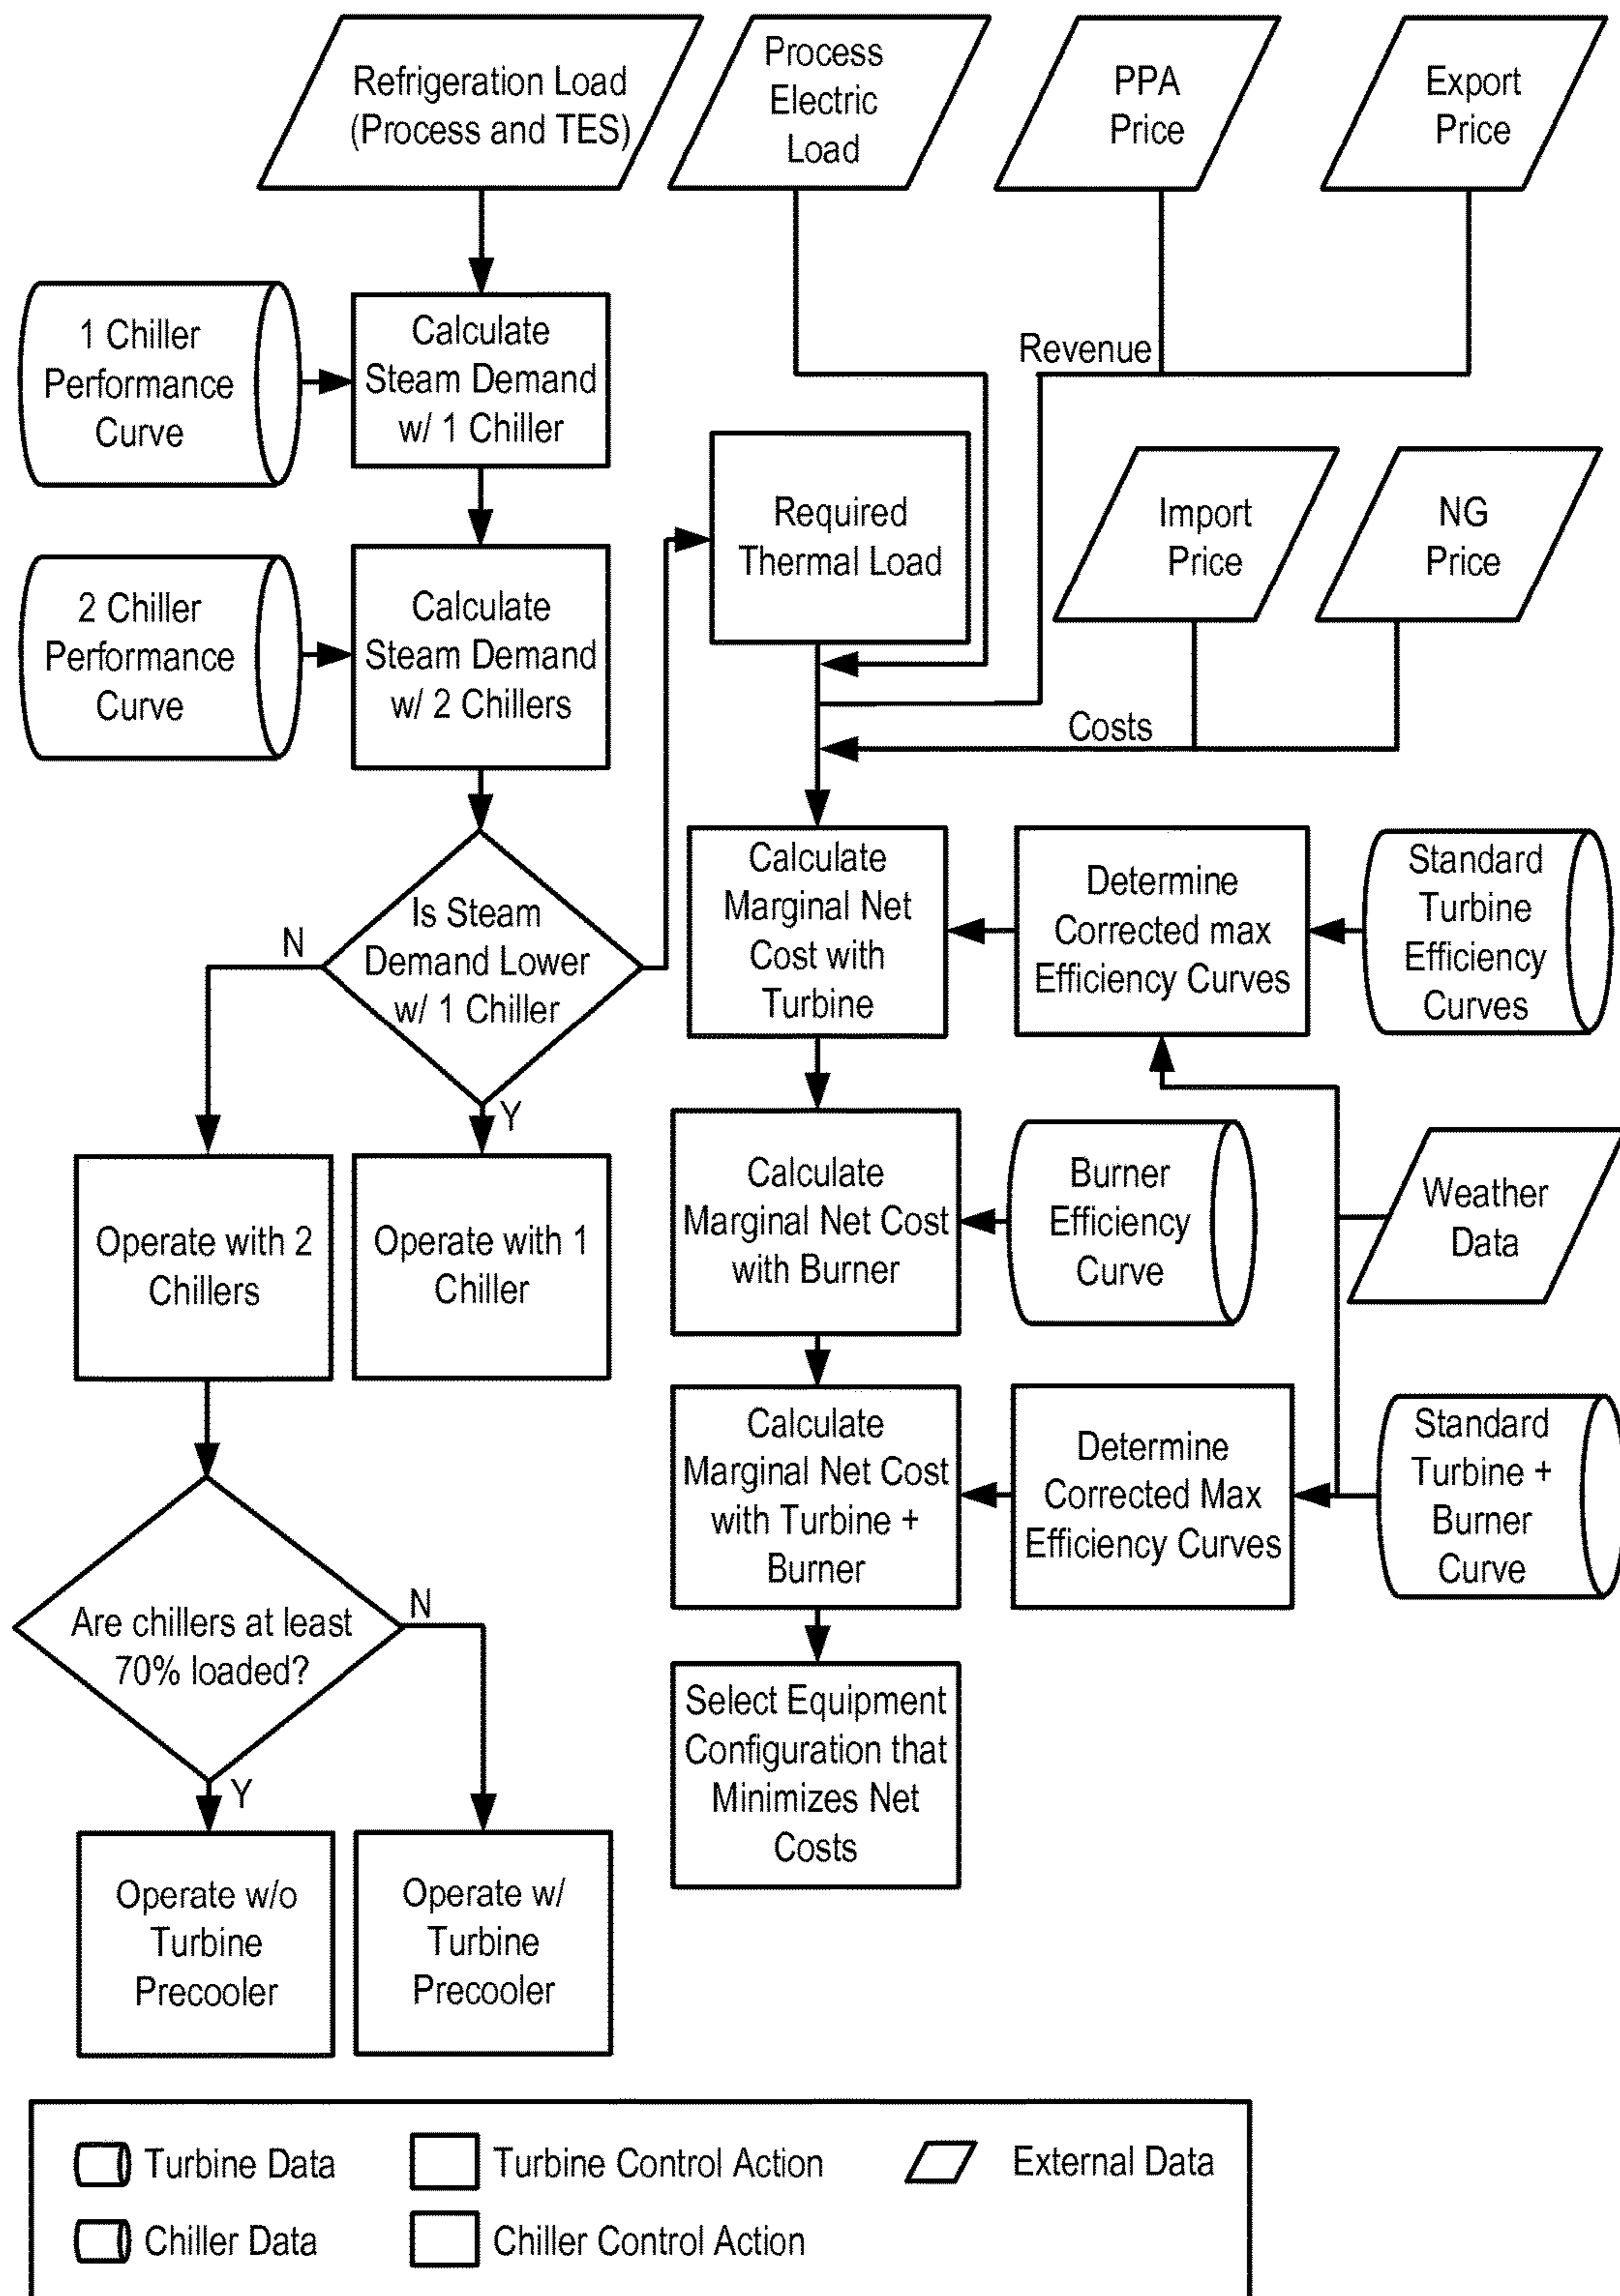 Refrigeration Load
(Process and TES)
Process
Electric
Load
PPA
Price
Export
Price
1 Chiller
Performance
Curve
Calculate
Steam Demand
w/ 1 Chiller
Revenue
Required
Thermal Load
Import
Price
NG
Price
2 Chiller
Performance
Curve
Calculate
Steam Demand
w/ 2 Chillers
Costs
Is Steam
Demand Lower
w/ 1 Chiller
N
Y
Calculate
Marginal Net
Cost with
Turbine
Determine
Corrected max
Efficiency Curves
Standard
Turbine
Efficiency
Curves
Operate with 2
Chillers
Operate with 1
Chiller
Calculate
Marginal Net Cost
with Burner
Burner
Efficiency
Curve
Weather
Data
Calculate
Marginal Net Cost
with Turbine +
Burner
Determine
Corrected Max
Efficiency Curves
Standard
Turbine +
Burner
Curve
Are chillers at least
70% loaded?
N
Y
Select Equipment
Configuration that
Minimizes Net
Costs
Operate w/o
Turbine
Precooler
Operate w/
Turbine
Precooler
Turbine Data
Turbine Control Action
External Data
Chiller Data
Chiller Control Action